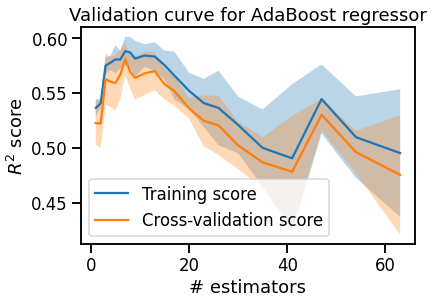 Validation curve for AdaBoost regressor
0.60
0.55
0.50
0.45
R² score
Training score
Cross-validation score
0
20
40
60
# estimators